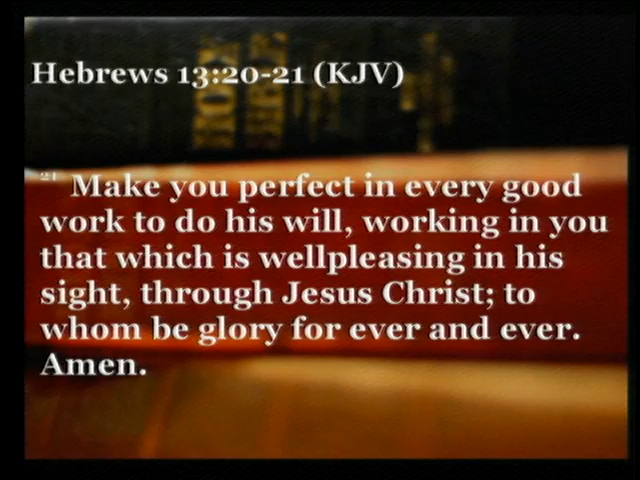 Hebrews 13:20-21 (KJV)
HOLY
BIBLE
21 Make you perfect in every good
work to do his will, working in you
that which is wellpleasing in his
sight, through Jesus Christ; to
whom be glory for ever and ever.
Amen.